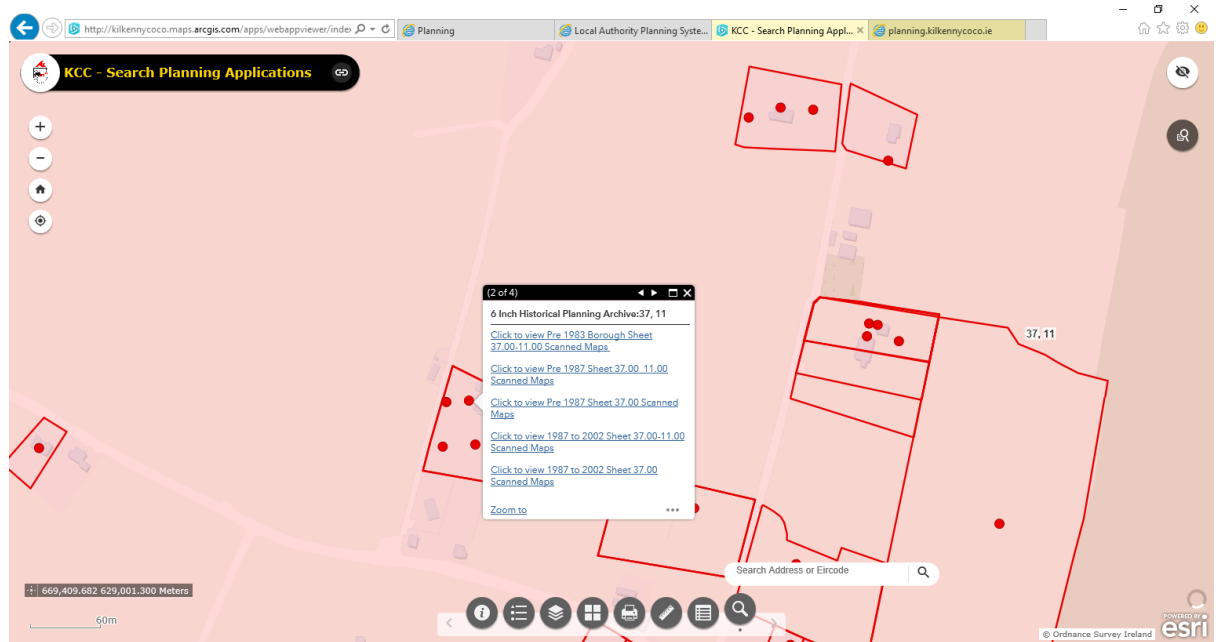 http://kilkennycoco.maps.arcgis.com/apps/webappviewer/inde
Planning
Local Authority Planning Syste...
KCC - Search Planning Appl...
planning.kilkennycoco.ie
KCC - Search Planning Applications
(2 of 4)
6 Inch Historical Planning Archive:37, 11
Click to view Pre 1983 Borough Sheet
37.00-11.00 Scanned Maps
Click to view Pre 1987 Sheet 37.00 11.00
Scanned Maps
Click to view Pre 1987 Sheet 37.00 Scanned
Maps
Click to view 1987 to 2002 Sheet 37.00-11.00
Scanned Maps
Click to view 1987 to 2002 Sheet 37.00
Scanned Maps
Zoom to
37, 11
Search Address or Eircode
669,409.682 629,001.300 Meters
60m
© Ordnance Survey Ireland
POWERED BY
esri